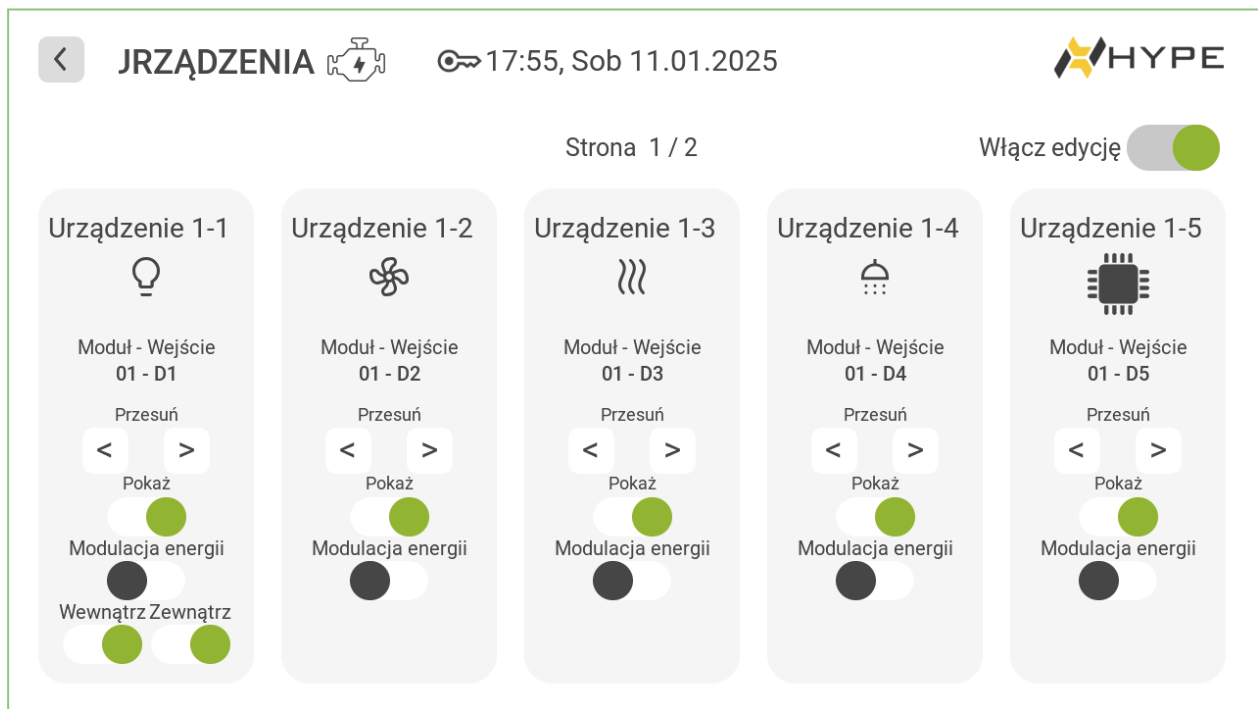 JRZĄDZENIA 17:55, Sob 11.01.2025 HYPE
Strona 1 / 2 Włącz edycję
Urządzenie 1-1 Urządzenie 1-2 Urządzenie 1-3 Urządzenie 1-4 Urządzenie 1-5
Moduł - Wejście Moduł - Wejście Moduł - Wejście Moduł - Wejście Moduł - Wejście
01 - D1 01 - D2 01 - D3 01 - D4 01 - D5
Przesuń Przesuń Przesuń Przesuń Przesuń
< > < > < > < > < >
Pokaż Pokaż Pokaż Pokaż Pokaż
Modulacja energii Modulacja energii Modulacja energii Modulacja energii Modulacja energii
Wewnątrz Zewnątrz